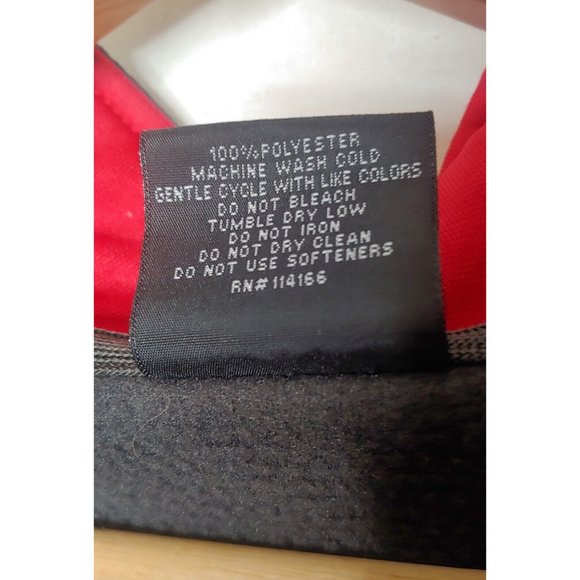 100% POLYESTER
MACHINE WASH COLD
GENTLE CYCLE WITH LIKE COLORS
DO NOT BLEACH
TUMBLE DRY LOW
DO NOT IRON
DO NOT DRY CLEAN
DO NOT USE SOFTENERS
RN# 114166